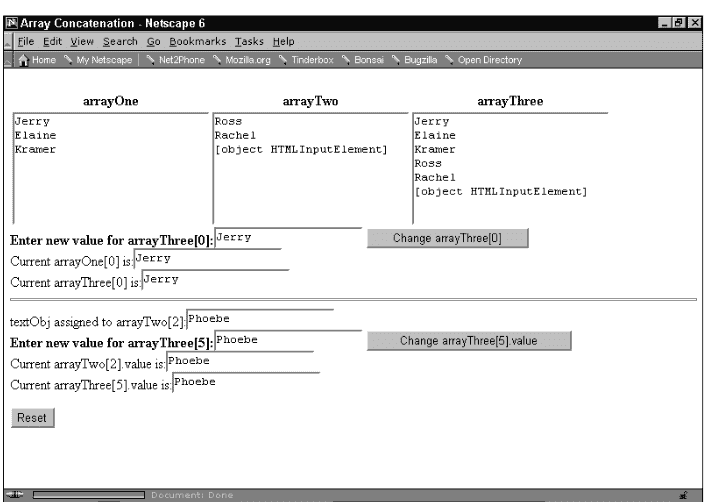 Array Concatenation - Netscape 6
File Edit View Search Go Bookmarks Tasks Help
Home My Netscape Net2Phone Mozilla.org Tinderbox Bonsai Bugzilla Open Directory
arrayOne arrayTwo arrayThree
Jerry
Elaine
Kramer
Ross
Rachel
[object HTMLInputElement]
Jerry
Elaine
Kramer
Ross
Rachel
[object HTMLInputElement]
Enter new value for arrayThree[0]: Jerry Change arrayThree[0]
Current arrayOne[0] is: Jerry
Current arrayThree[0] is: Jerry
textObj assigned to arrayTwo[2]: Phoebe
Enter new value for arrayThree[5]: Phoebe Change arrayThree[5].value
Current arrayTwo[2].value is: Phoebe
Current arrayThree[5].value is: Phoebe
Reset
Document: Done